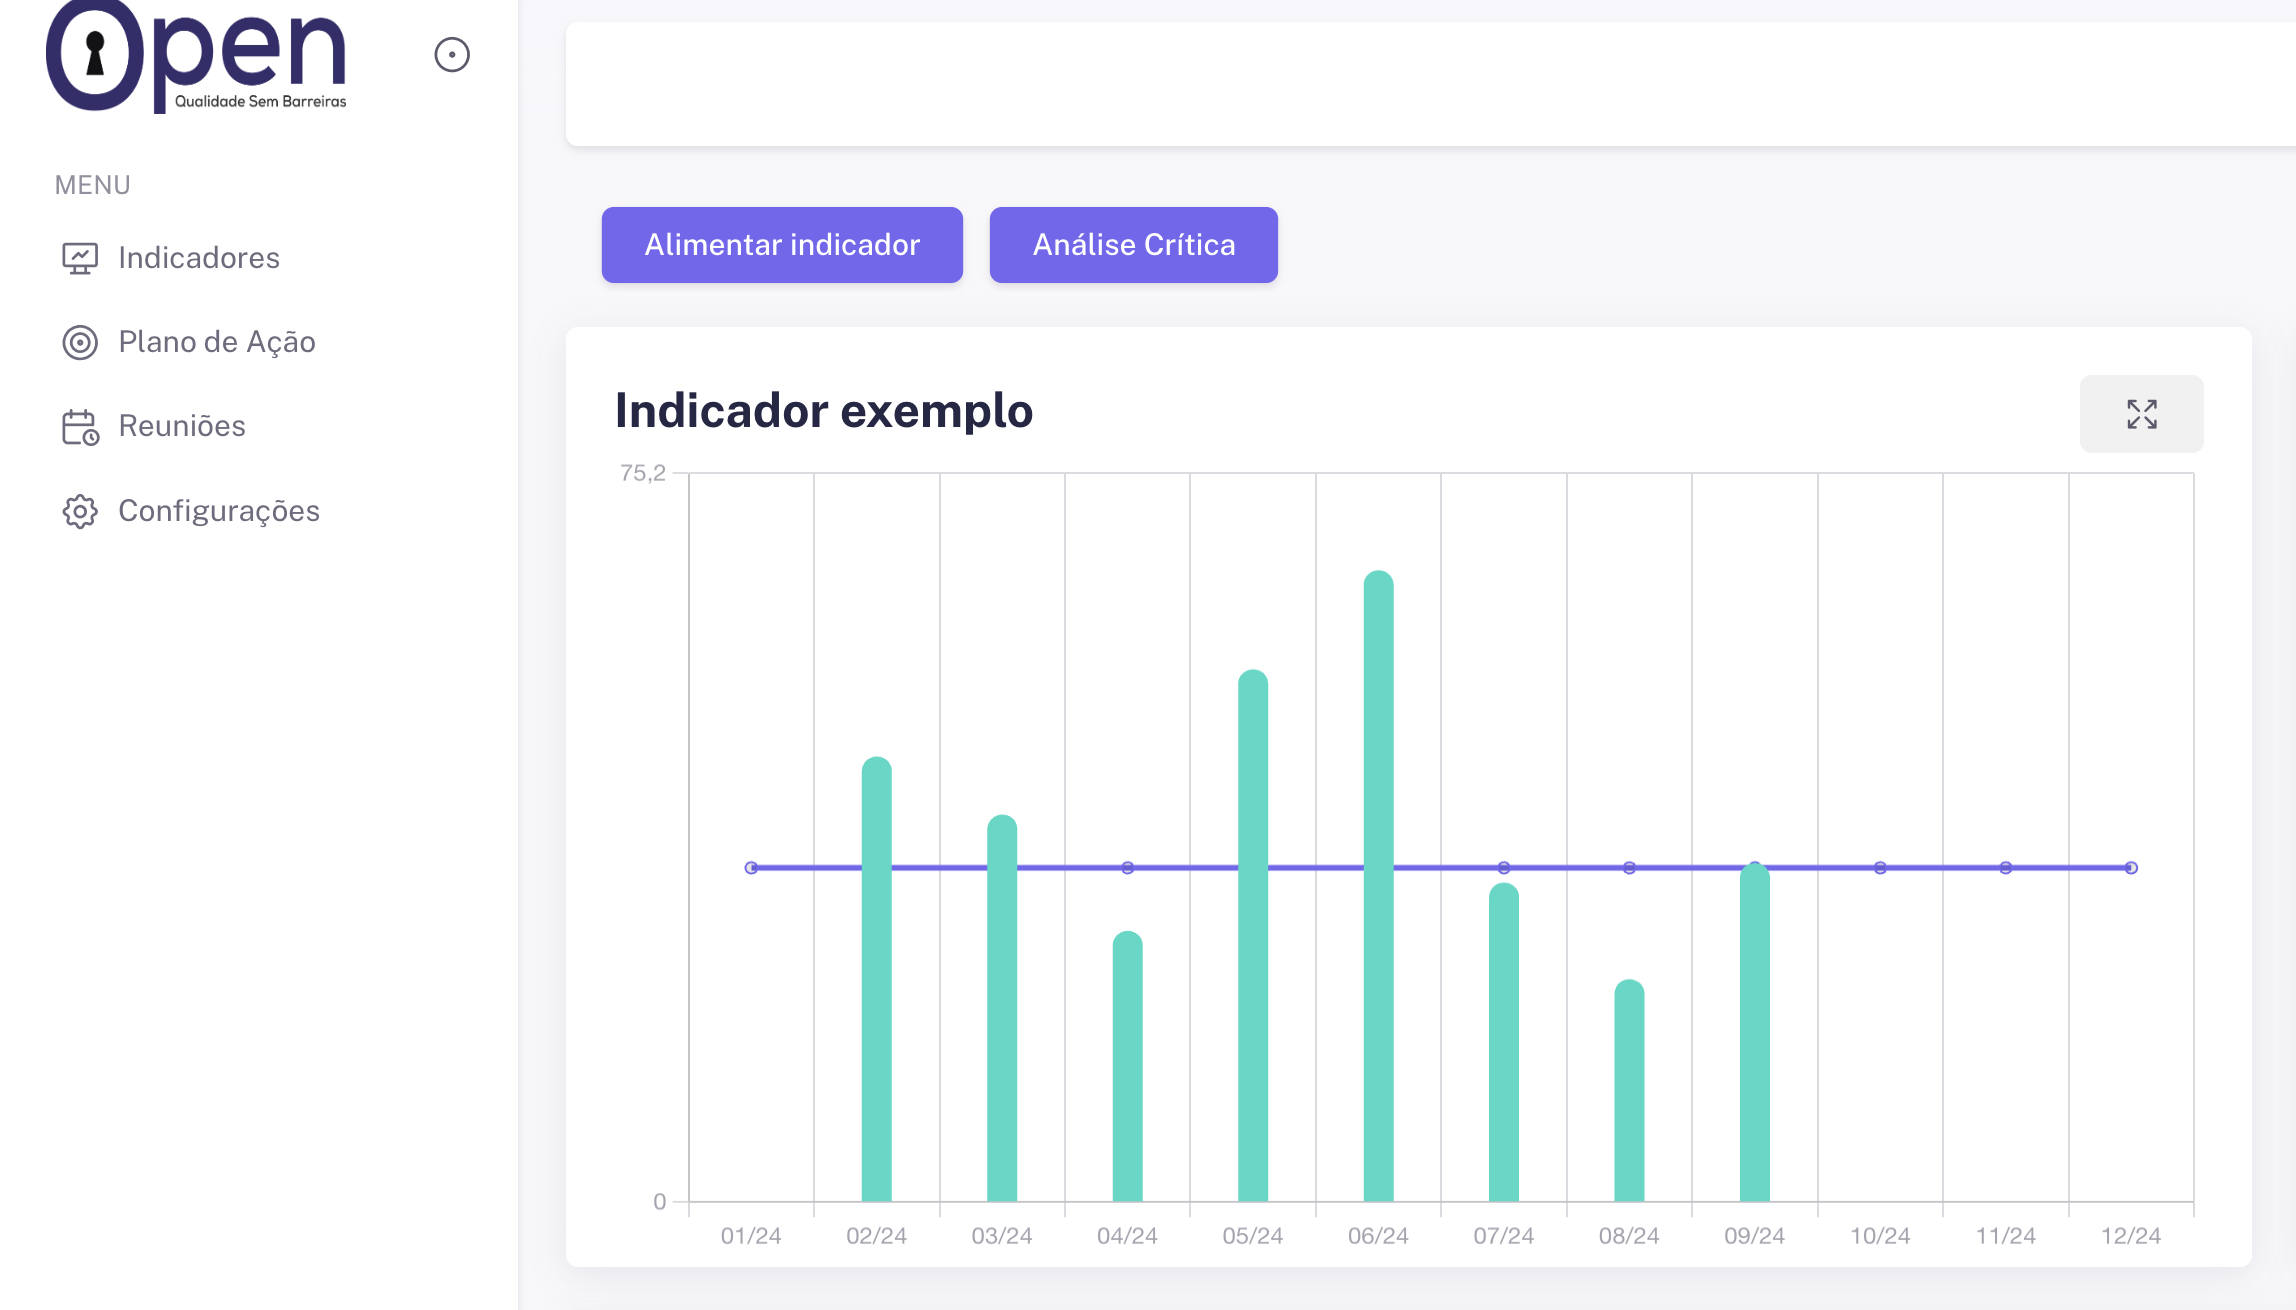 Open
Qualidade Sem Barreiras
MENU
Indicadores
Plano de Ação
Reuniões
Configurações
Alimentar indicador
Análise Crítica
Indicador exemplo
75,2
0
01/24 02/24 03/24 04/24 05/24 06/24 07/24 08/24 09/24 10/24 11/24 12/24